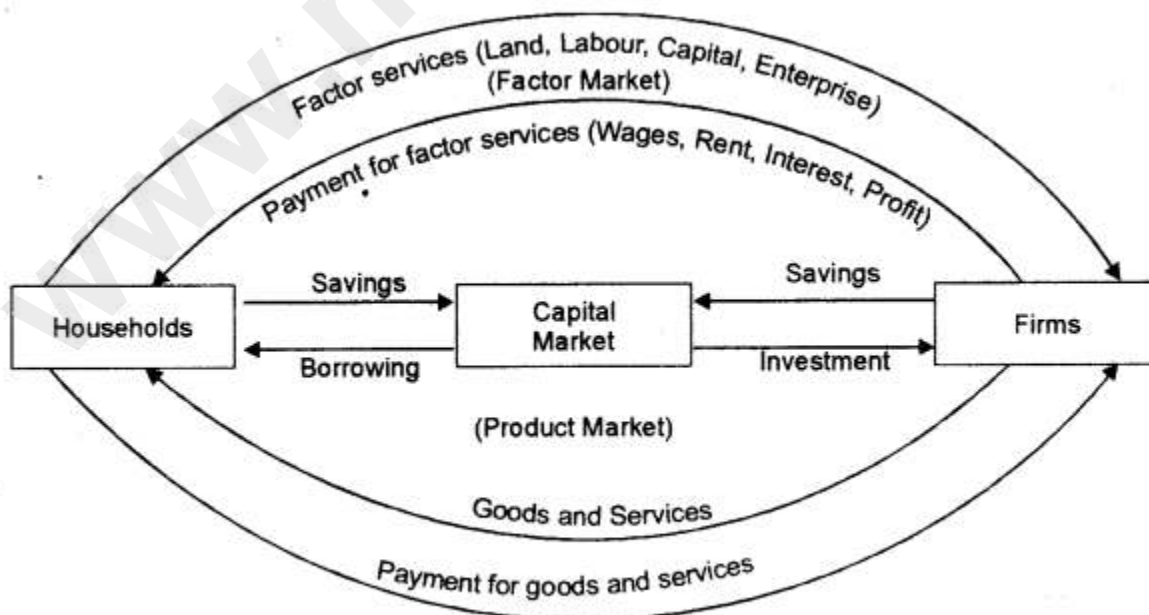 Factor services (Land, Labour, Capital, Enterprise)
(Factor Market)
Payment for factor services (Wages, Rent, Interest, Profit)
Savings
Savings
Households
Capital
Market
Firms
Borrowing
Investment
(Product Market)
Goods and Services
Payment for goods and services